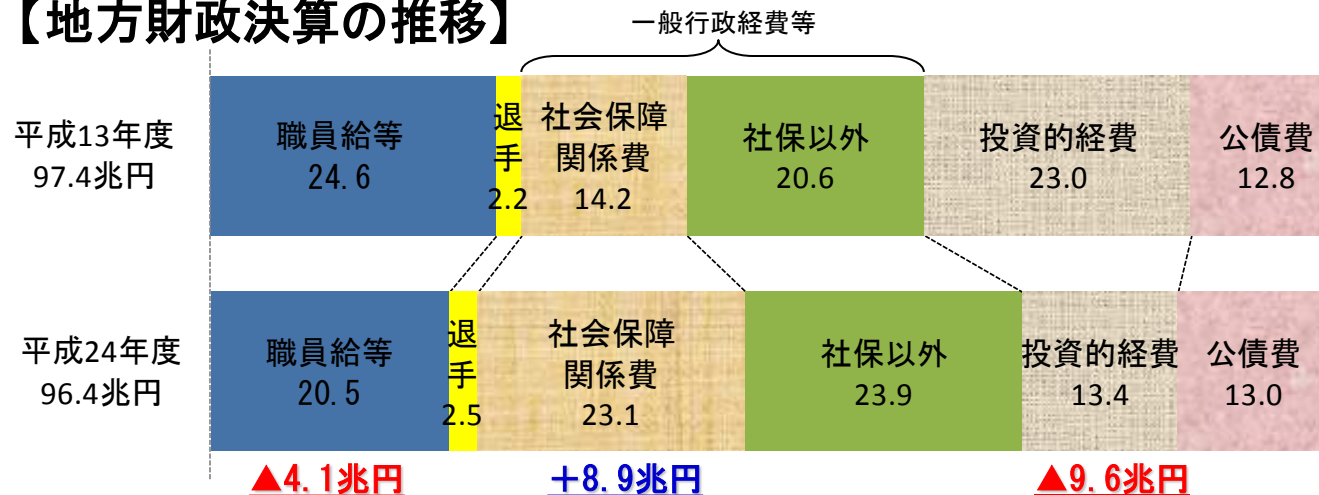 【地方財政決算の推移】
一般行政経費等
平成13年度
97.4兆円
職員給等
24.6
退
手
2.2
社会保障
関係費
14.2
社保以外
20.6
投資的経費
23.0
公債費
12.8
平成24年度
96.4兆円
職員給等
20.5
退
手
2.5
社会保障
関係費
23.1
社保以外
23.9
投資的経費
13.4
公債費
13.0
▲4.1兆円
+8.9兆円
▲9.6兆円